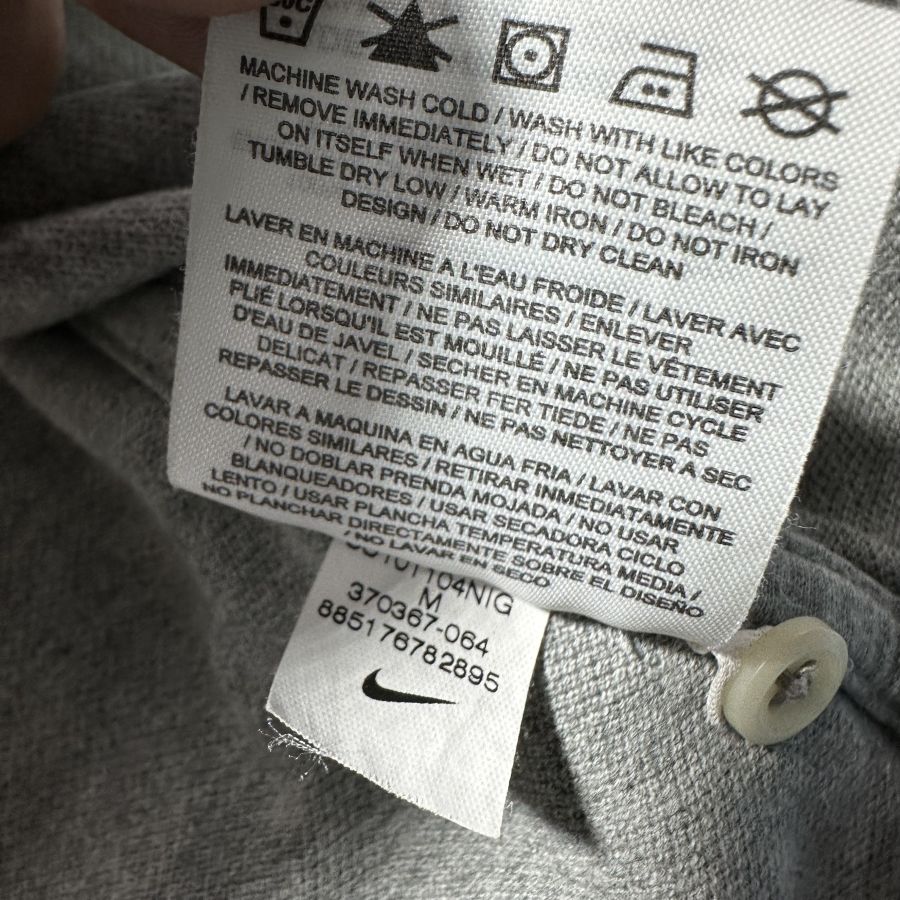 MACHINE WASH COLD / WASH WITH LIKE COLORS
/ REMOVE IMMEDIATELY / DO NOT ALLOW TO LAY
ON ITSELF WHEN WET / DO NOT BLEACH /
TUMBLE DRY LOW / WARM IRON / DO NOT IRON
DESIGN / DO NOT DRY CLEAN
LAVER EN MACHINE A L'EAU FROIDE / LAVER AVEC
COULEURS SIMILAIRES / ENLEVER
IMMEDIATEMENT / NE PAS LAISSER LE VÊTEMENT
PLIÉ LORSQU'IL EST MOUILLÉ / NE PAS UTILISER
D'EAU DE JAVEL / SECHER EN MACHINE CYCLE
DELICAT / REPASSER FER TIEDE / NE PAS
REPASSER LE DESSIN / NE PAS NETTOYER A SEC
LAVAR A MAQUINA EN AGUA FRIA / LAVAR CON
COLORES SIMILARES / RETIRAR INMEDIATAMENTE
/ NO DOBLAR PRENDA MOJADA / NO USAR
BLANQUEADORES / USAR SECADORA CICLO
LENTO / USAR PLANCHA TEMPERATURA MEDIA /
NO PLANCHAR DIRECTAMENTE SOBRE EL DISEÑO
/ NO LAVAR EN SECO
M
370367-064
885176782895